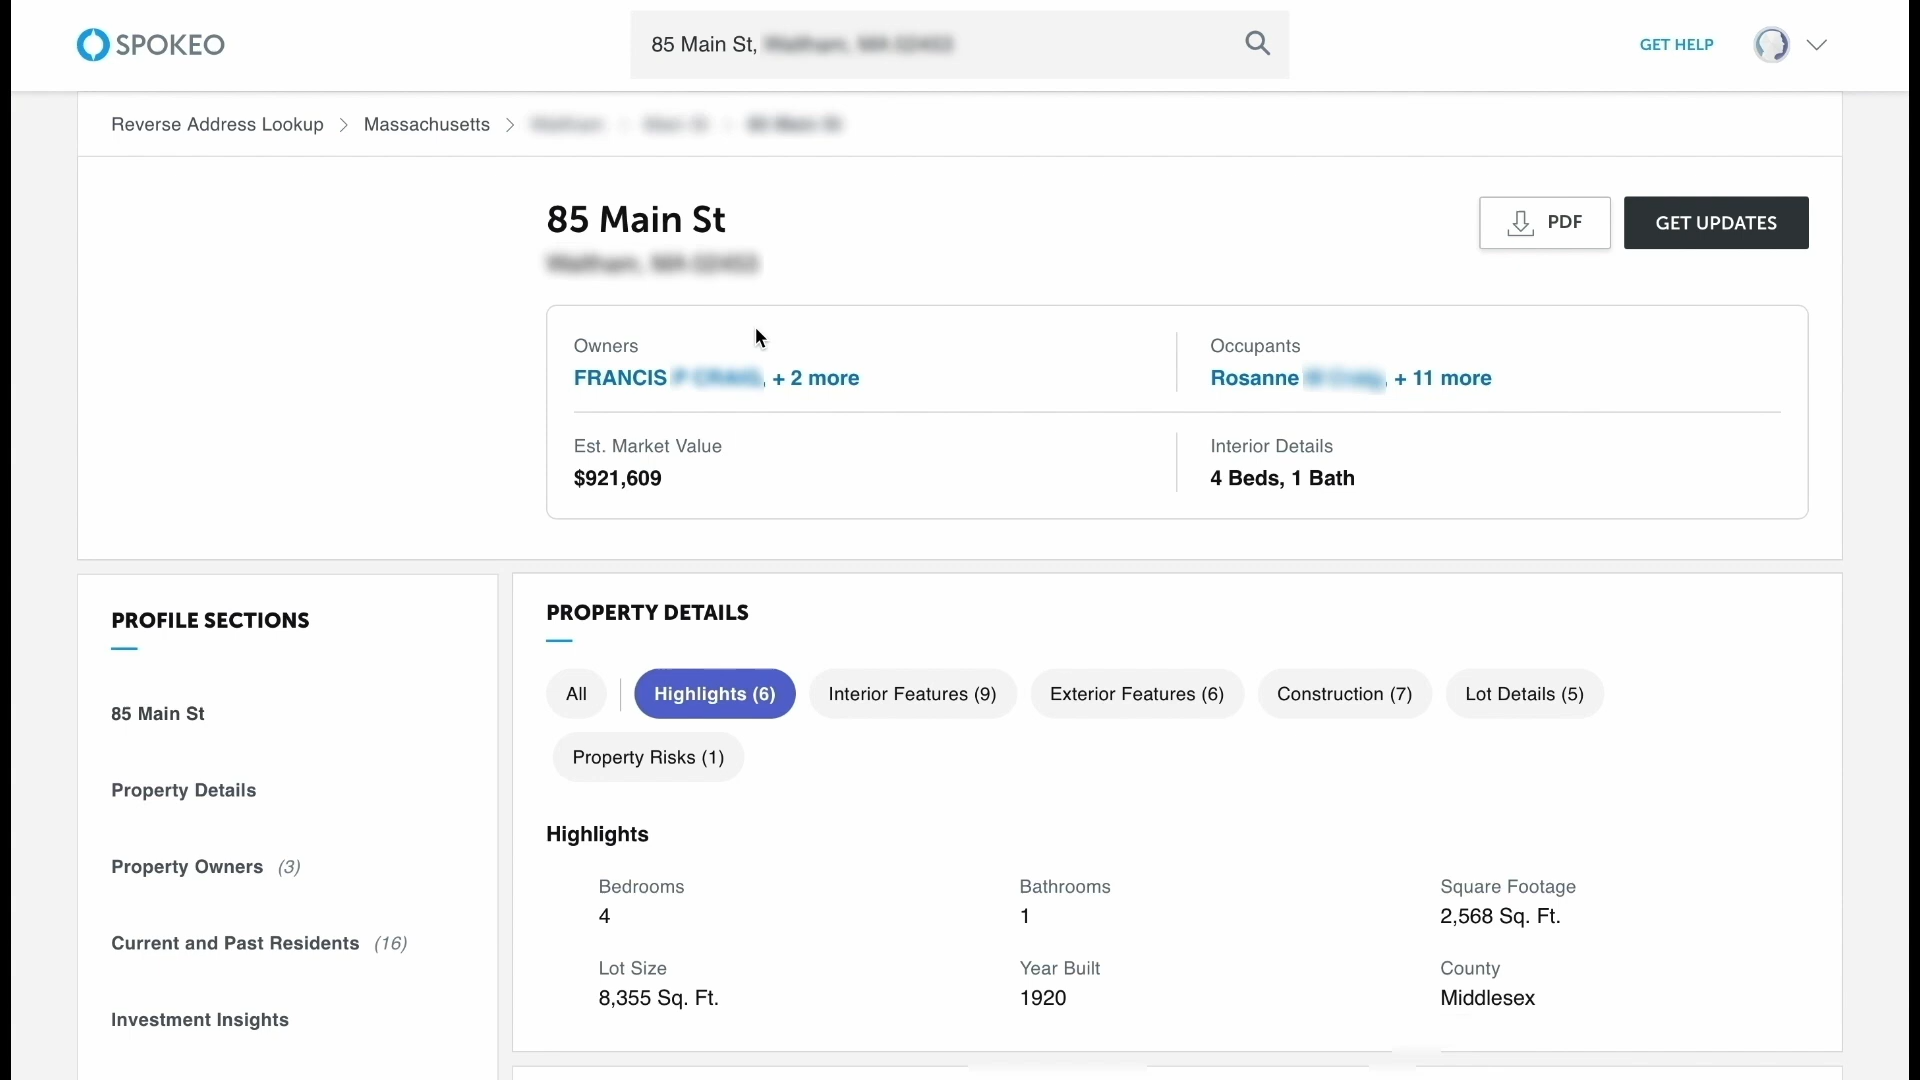 SPOKEO
85 Main St,
GET HELP
Reverse Address Lookup > Massachusetts >
85 Main St
PDF
GET UPDATES
Owners
FRANCIS , + 2 more
Occupants
Rosanne , + 11 more
Est. Market Value
$921,609
Interior Details
4 Beds, 1 Bath
PROFILE SECTIONS
85 Main St
Property Details
Property Owners (3)
Current and Past Residents (16)
Investment Insights
PROPERTY DETAILS
All
Highlights (6)
Interior Features (9)
Exterior Features (6)
Construction (7)
Lot Details (5)
Property Risks (1)
Highlights
Bedrooms
4
Bathrooms
1
Square Footage
2,568 Sq. Ft.
Lot Size
8,355 Sq. Ft.
Year Built
1920
County
Middlesex